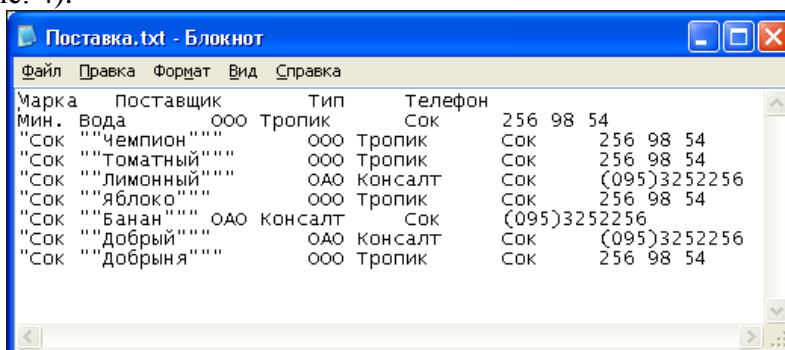 ис. 4).
Поставка.txt - Блокнот
Файл Правка Формат Вид Справка
Марка Поставщик Тип Телефон
Мин. Вода ООО Тропик Сок 256 98 54
"Сок ""Чемпион""" ООО Тропик Сок 256 98 54
"Сок ""Томатный""" ООО Тропик Сок 256 98 54
"Сок ""Лимонный""" ОАО Консалт Сок (095)3252256
"Сок ""Яблоко""" ООО Тропик Сок 256 98 54
"Сок ""Банан""" ОАО Консалт Сок (095)3252256
"Сок ""Добрый""" ОАО Консалт Сок (095)3252256
"Сок ""Добрыня""" ООО Тропик Сок 256 98 54